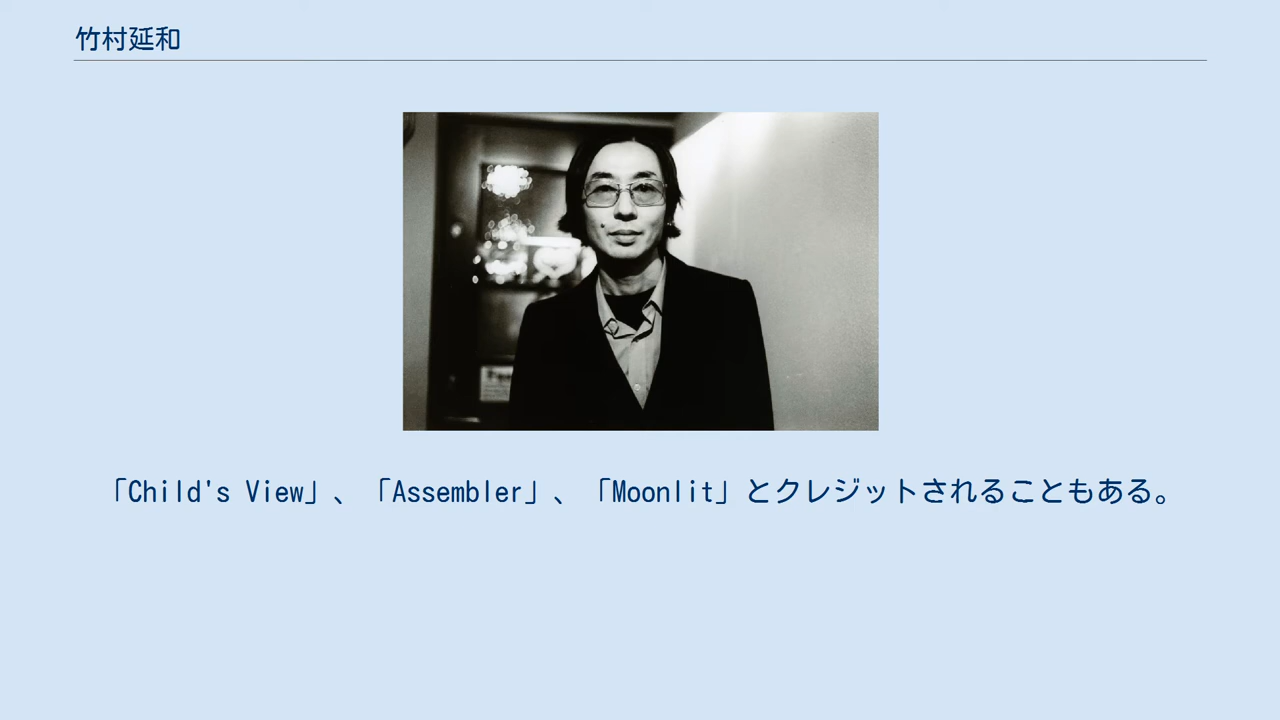 竹村延和
「Child's View」、「Assembler」、「Moonlit」とクレジットされることもある。